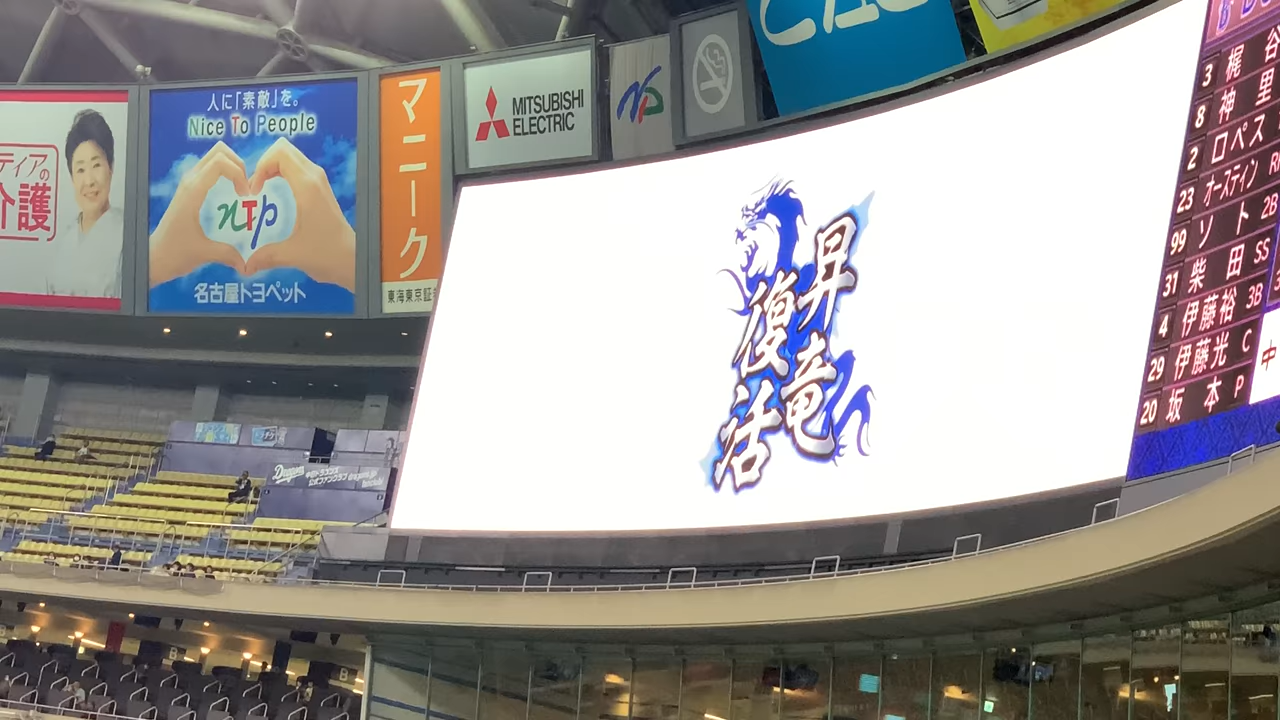 ティアの
介護
人に「素敵」を。
Nice To People
nTp
名古屋トヨペット
マニーク
東海東京証
MITSUBISHI
ELECTRIC
昇竜
復活
3 梶谷
8 神里
2 ロペス
23 オースティン RF
99 ソト 2B
31 柴田 SS
4 伊藤裕 3B
29 伊藤光 C
20 坂本 P
中
Dragons
B